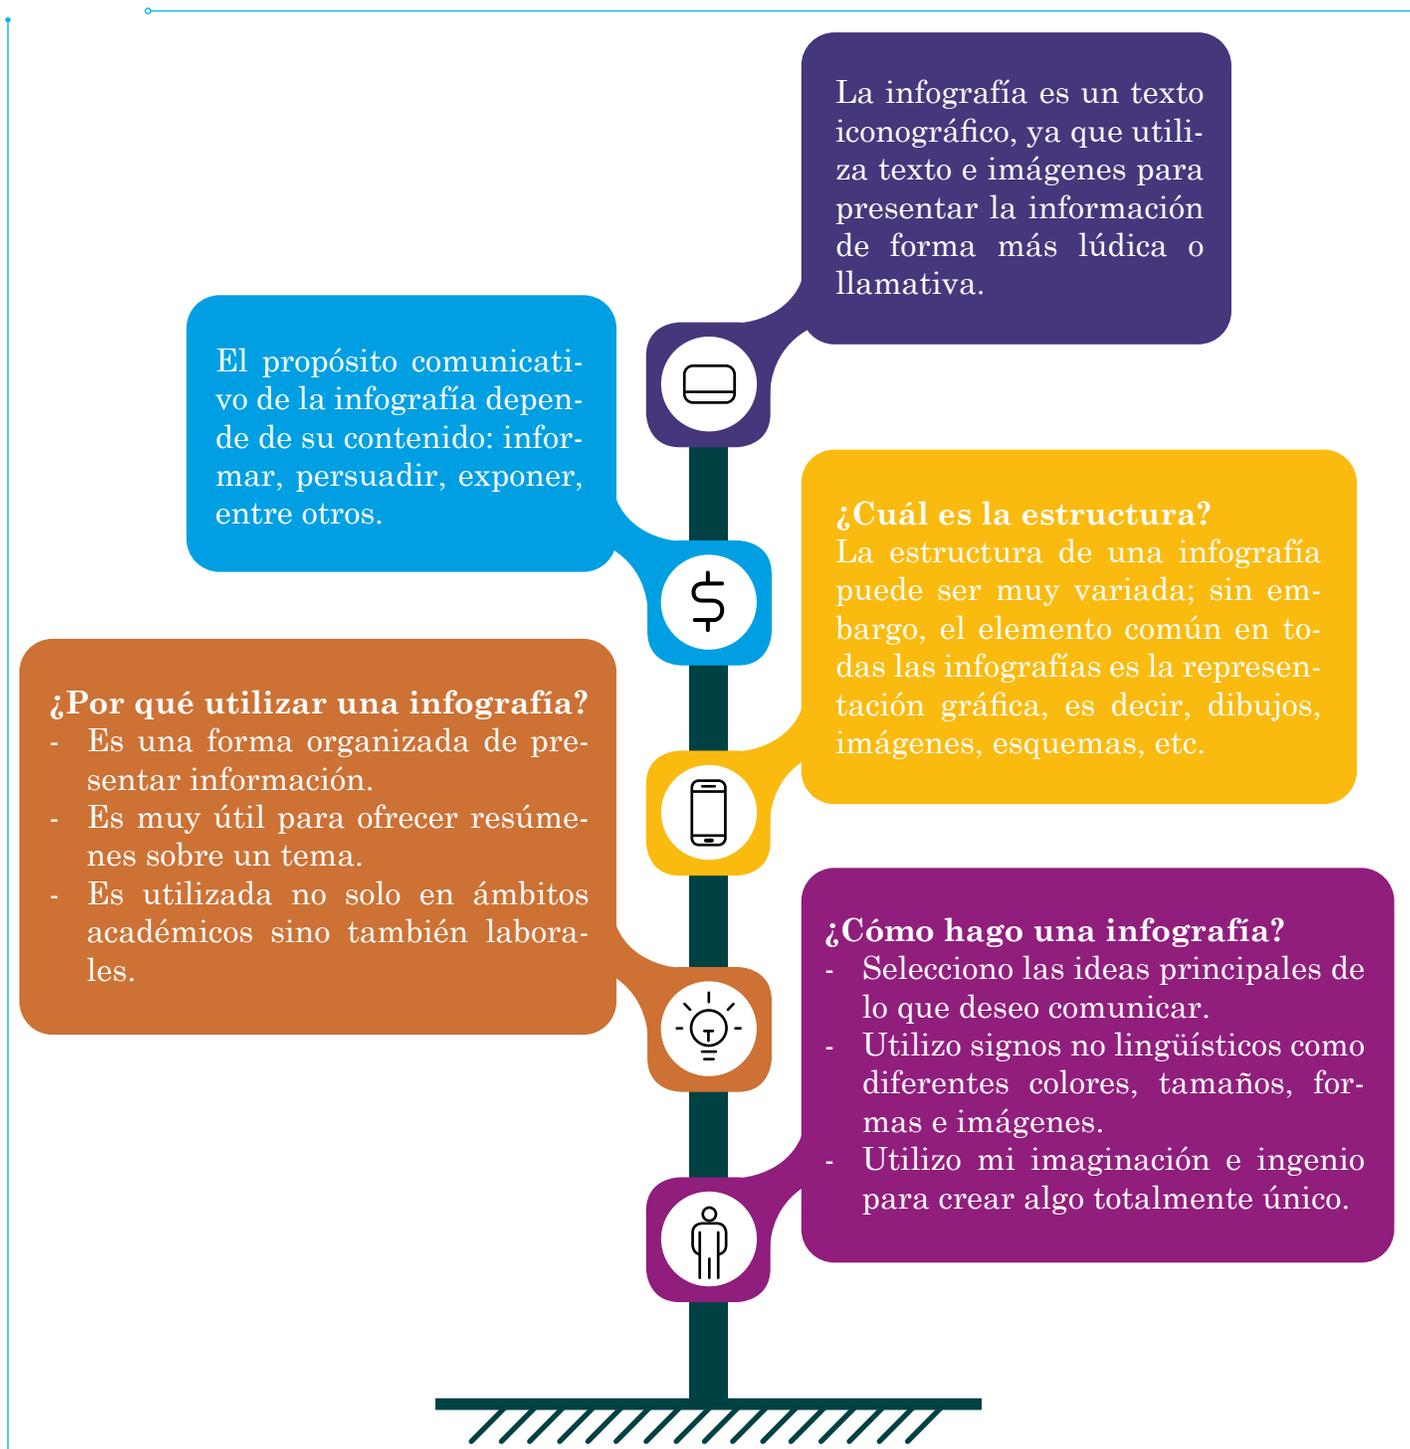 La infografía es un texto
iconográfico, ya que utili-
za texto e imágenes para
presentar la información
de forma más lúdica o
llamativa.
El propósito comunicati-
vo de la infografía depen-
de de su contenido: infor-
mar, persuadir, exponer,
entre otros.
¿Cuál es la estructura?
La estructura de una infografía
puede ser muy variada; sin em-
bargo, el elemento común en to-
das las infografías es la represen-
tación gráfica, es decir, dibujos,
imágenes, esquemas, etc.
¿Por qué utilizar una infografía?
- Es una forma organizada de pre-
sentar información.
- Es muy útil para ofrecer resúme-
nes sobre un tema.
- Es utilizada no solo en ámbitos
académicos sino también labora-
les.
¿Cómo hago una infografía?
- Selecciono las ideas principales de
lo que deseo comunicar.
- Utilizo signos no lingüísticos como
diferentes colores, tamaños, for-
mas e imágenes.
- Utilizo mi imaginación e ingenio
para crear algo totalmente único.